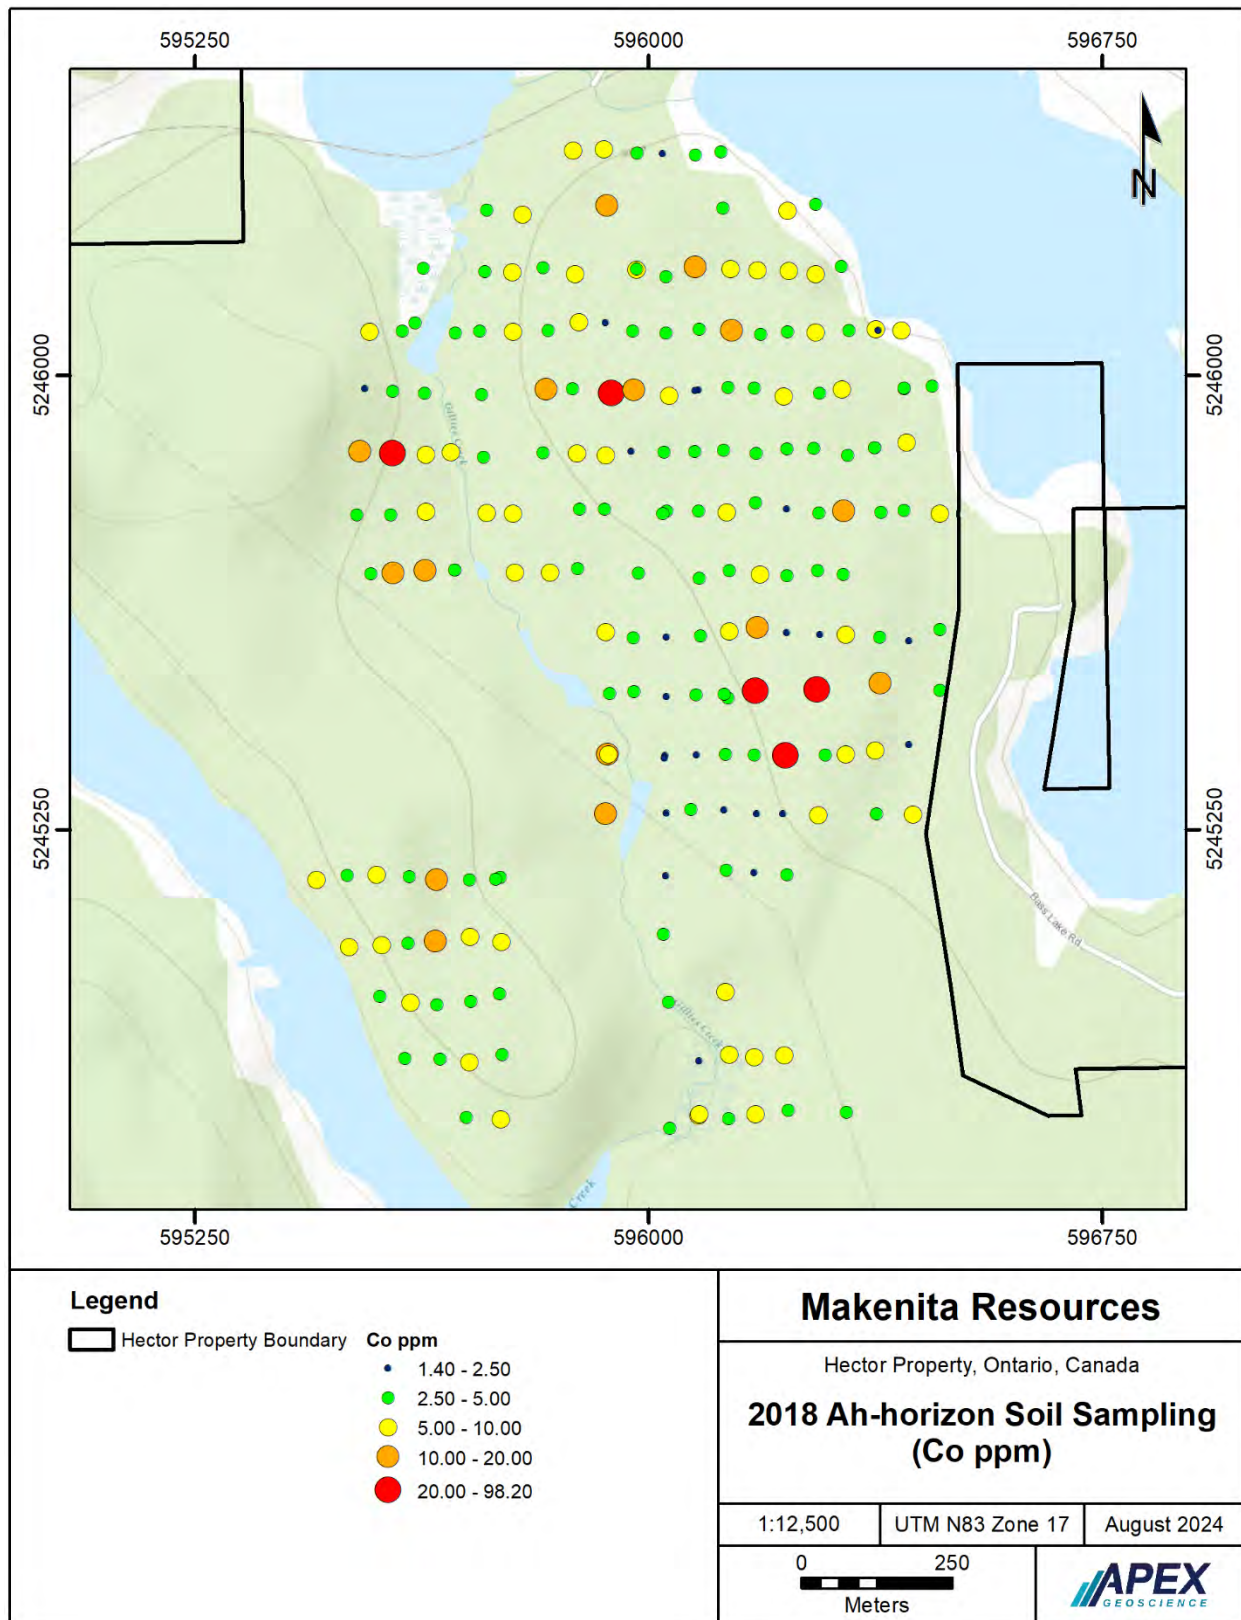 595250 596000 596750
N
5246000 5246000
Gillies Creek
5245250 5245250
Bass Lake Rd
Gillies Creek
Creek
595250 596000 596750
Legend
Hector Property Boundary
Co ppm
1.40 - 2.50
2.50 - 5.00
5.00 - 10.00
10.00 - 20.00
20.00 - 98.20
Makenita Resources
Hector Property, Ontario, Canada
2018 Ah-horizon Soil Sampling
(Co ppm)
1:12,500 UTM N83 Zone 17 August 2024
0 250
Meters
APEX
GEOSCIENCE